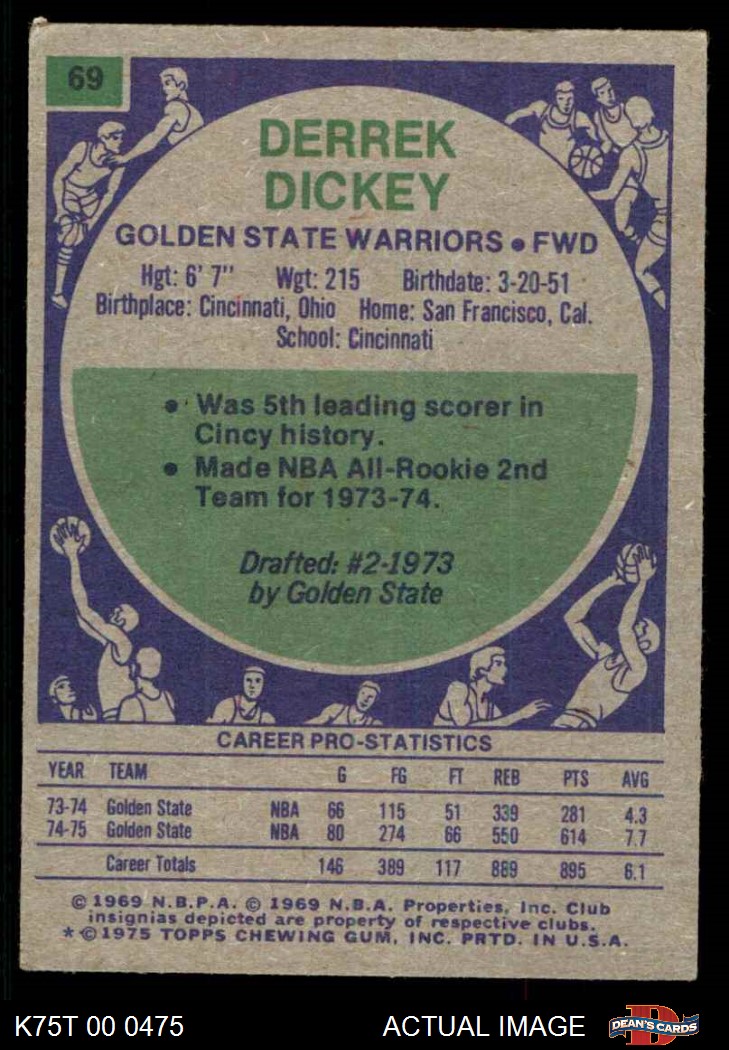 69
DERREK
DICKEY
GOLDEN STATE WARRIORS • FWD
Hgt: 6' 7" Wgt: 215 Birthdate: 3-20-51
Birthplace: Cincinnati, Ohio Home: San Francisco, Cal.
School: Cincinnati
• Was 5th leading scorer in
Cincy history.
• Made NBA All-Rookie 2nd
Team for 1973-74.
Drafted: #2-1973
by Golden State
CAREER PRO-STATISTICS
YEAR TEAM G FG FT REB PTS AVG
73-74 Golden State NBA 66 115 51 339 281 4.3
74-75 Golden State NBA 80 274 66 550 614 7.7
Career Totals 146 389 117 889 895 6.1
© 1969 N.B.P.A. © 1969 N.B.A. Properties, Inc. Club
insignias depicted are property of respective clubs.
* © 1975 TOPPS CHEWING GUM, INC. PRTD. IN U.S.A.
K75T 00 0475 ACTUAL IMAGE DEAN'S CARDS